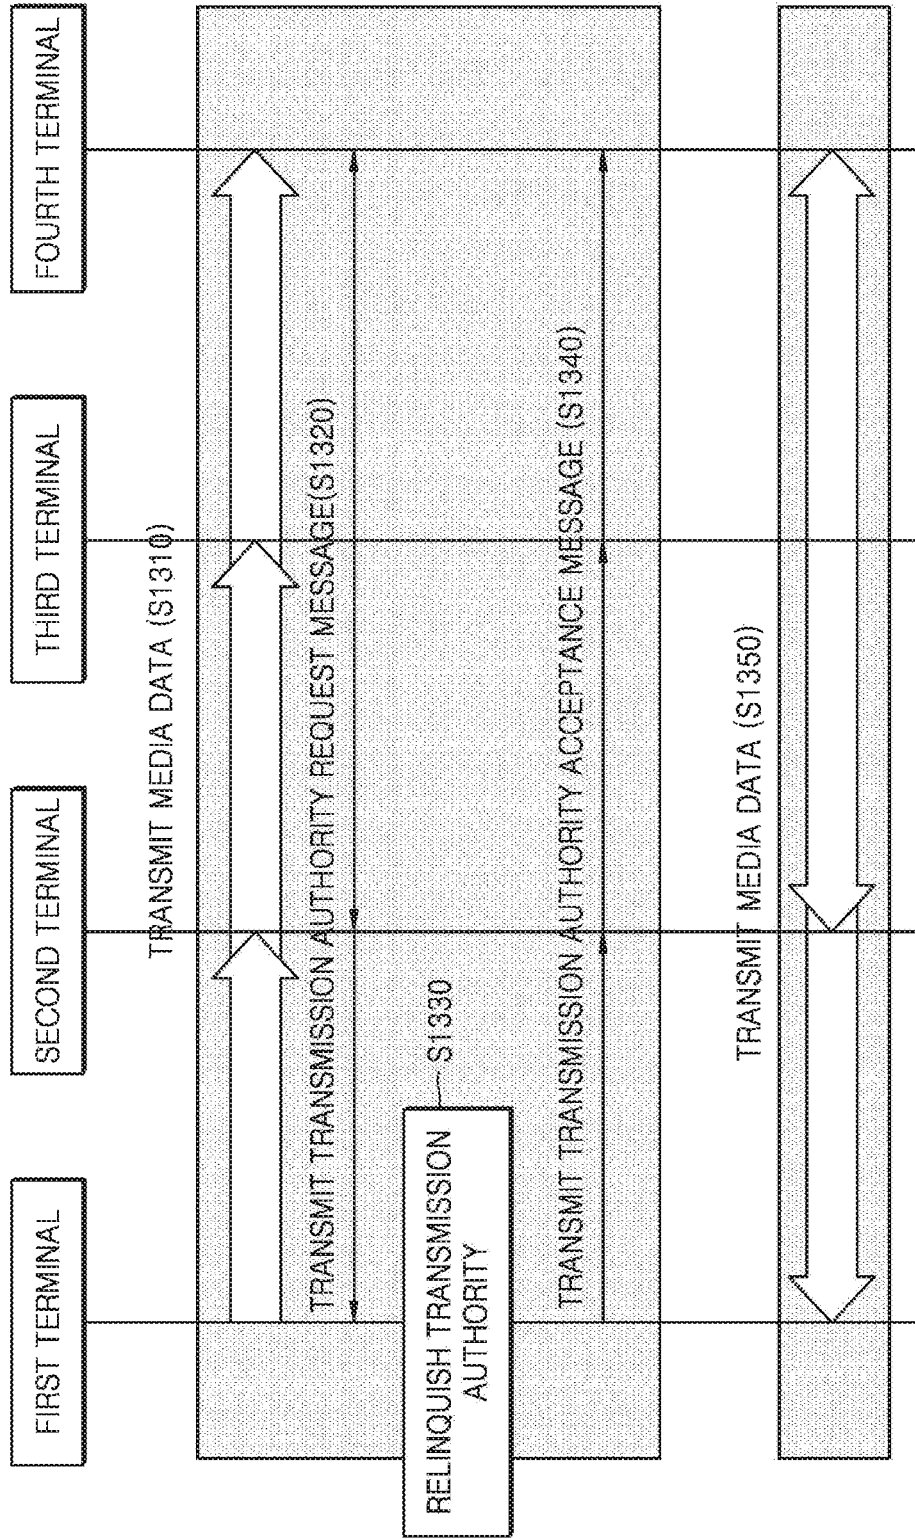 FIRST TERMINAL
SECOND TERMINAL
THIRD TERMINAL
FOURTH TERMINAL
TRANSMIT MEDIA DATA (S1310)
TRANSMIT TRANSMISSION AUTHORITY REQUEST MESSAGE(S1320)
RELINQUISH TRANSMISSION
AUTHORITY
S1330
TRANSMIT TRANSMISSION AUTHORITY ACCEPTANCE MESSAGE (S1340)
TRANSMIT MEDIA DATA (S1350)